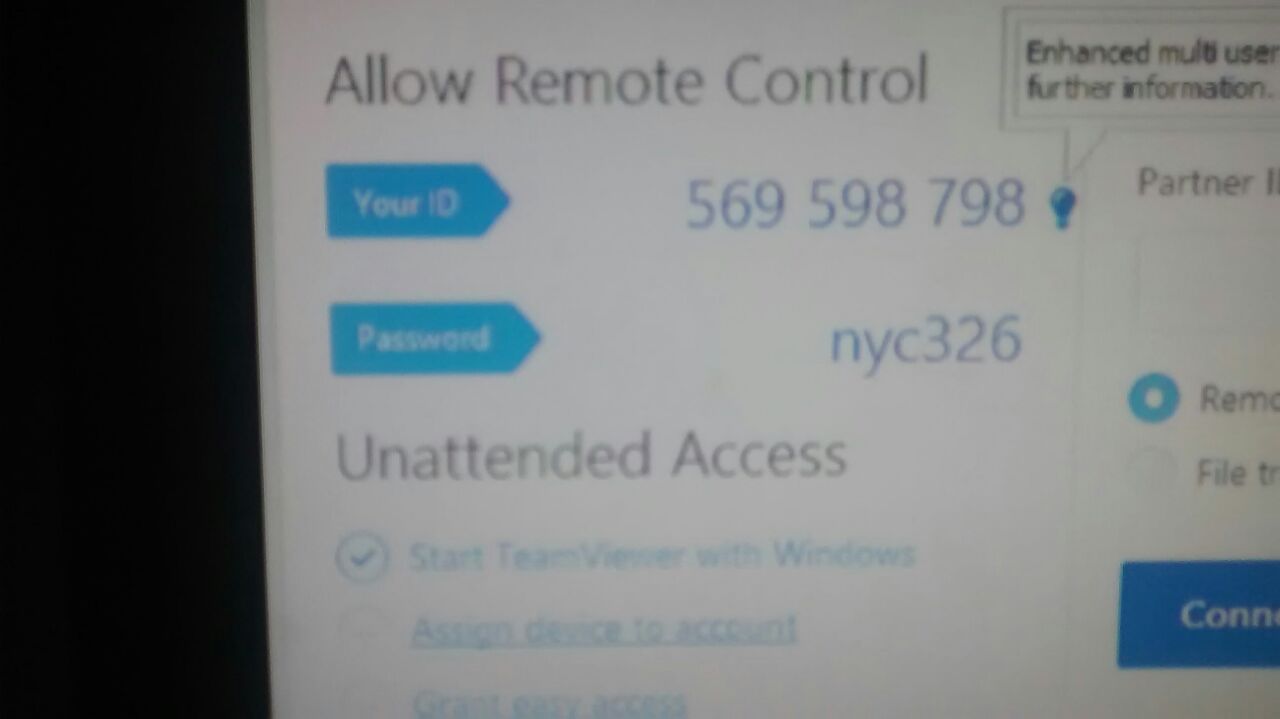 Allow Remote Control
Enhanced multi user
further information.
Your ID
569 598 798
Partner
Password
nyc326
Unattended Access
Start TeamViewer with Windows
Assign device to account
Grant easy access
Remo
File tr
Conne